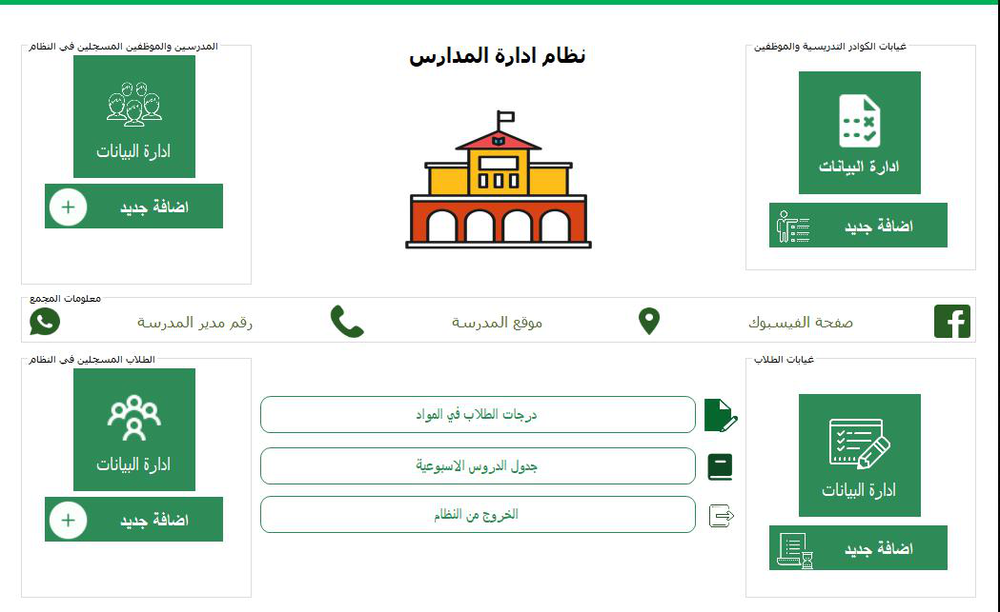 نظام ادارة المدارس
غيابات الكوادر التدريسية والموظفين
ادارة البيانات
اضافة جديد
المدرسين والموظفين المسجلين في النظام
ادارة البيانات
اضافة جديد
معلومات المجمع
صفحة الفيسبوك
موقع المدرسة
رقم مدير المدرسة
غيابات الطلاب
ادارة البيانات
اضافة جديد
درجات الطلاب في المواد
جدول الدروس الاسبوعية
الخروج من النظام
الطلاب المسجلين في النظام
ادارة البيانات
اضافة جديد